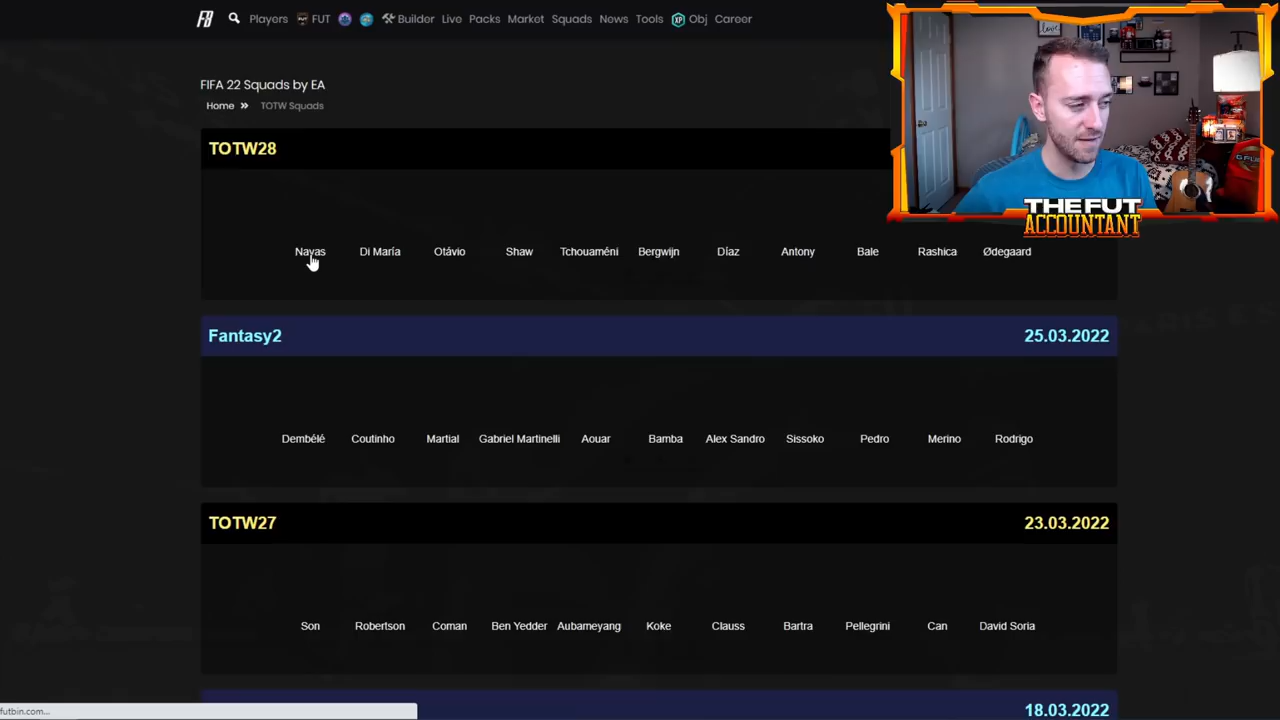 FB Players FUT Builder Live Packs Market Squads News Tools XP Obj Career
FIFA 22 Squads by EA
Home » TOTW Squads
TOTW28
Navas Di María Otávio Shaw Tchouaméni Bergwijn Díaz Antony Bale Rashica Ødegaard
THE FUT
ACCOUNTANT
Fantasy2 25.03.2022
Dembélé Coutinho Martial Gabriel Martinelli Aouar Bamba Alex Sandro Sissoko Pedro Merino Rodrigo
TOTW27 23.03.2022
Son Robertson Coman Ben Yedder Aubameyang Koke Clauss Bartra Pellegrini Can David Soria
18.03.2022
futbin.com...